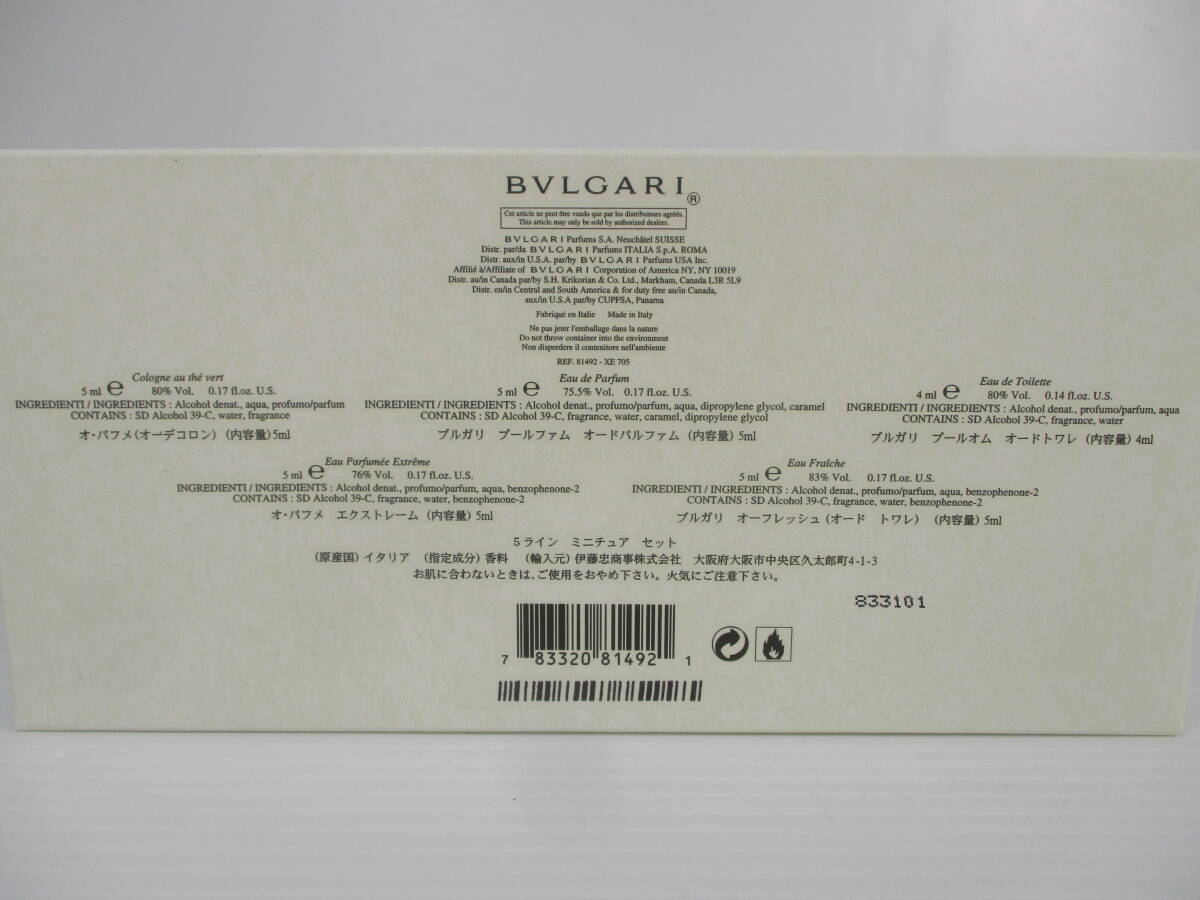 BVLGARI®
Cet article ne peut être vendu que par les distributeurs agréés.
This article may only be sold by authorized dealers.
BVLGARI Parfums S.A. Neuchâtel SUISSE
Distr. par/da BVLGARI Parfums ITALIA S.p.A. ROMA
Distr. aux/in U.S.A. par/by BVLGARI Parfums USA Inc.
Affilié à/Affiliate of BVLGARI Corporation of America NY, NY 10019
Distr. au/in Canada par/by S.H. Krikorian & Co. Ltd., Markham, Canada L3R 5L9
Distr. en/in Central and South America & for duty free au/in Canada,
aux/in U.S.A par/by CUPFSA, Panama
Fabriqué en Italie Made in Italy
Ne pas jeter l'emballage dans la nature
Do not throw container into the environment
Non disperdere il contenitore nell'ambiente
REF. 81492 - XE 705
Cologne au thé vert
5 ml ℮ 80% Vol. 0.17 fl.oz. U.S.
INGREDIENTI / INGREDIENTS : Alcohol denat., aqua, profumo/parfum
CONTAINS : SD Alcohol 39-C, water, fragrance
オ・パフメ(オーデコロン) (内容量)5ml
Eau de Parfum
5 ml ℮ 75.5% Vol. 0.17 fl.oz. U.S.
INGREDIENTI / INGREDIENTS : Alcohol denat., profumo/parfum, aqua, dipropylene glycol, caramel
CONTAINS : SD Alcohol 39-C, fragrance, water, caramel, dipropylene glycol
ブルガリ プールファム オードパルファム (内容量)5ml
Eau de Toilette
4 ml ℮ 80% Vol. 0.14 fl.oz. U.S.
INGREDIENTI / INGREDIENTS : Alcohol denat., profumo/parfum, aqua
CONTAINS : SD Alcohol 39-C, fragrance, water
ブルガリ プールオム オードトワレ (内容量)4ml
Eau Parfumée Extrême
5 ml ℮ 76% Vol. 0.17 fl.oz. U.S.
INGREDIENTI / INGREDIENTS : Alcohol denat., profumo/parfum, aqua, benzophenone-2
CONTAINS : SD Alcohol 39-C, fragrance, water, benzophenone-2
オ・パフメ エクストレーム (内容量)5ml
Eau Fraîche
5 ml ℮ 83% Vol. 0.17 fl.oz. U.S.
INGREDIENTI / INGREDIENTS : Alcohol denat., profumo/parfum, aqua, benzophenone-2
CONTAINS : SD Alcohol 39-C, fragrance, water, benzophenone-2
ブルガリ オーフレッシュ(オード トワレ) (内容量)5ml
5ライン ミニチュア セット
(原産国)イタリア (指定成分)香料 (輸入元)伊藤忠商事株式会社 大阪府大阪市中央区久太郎町4-1-3
お肌に合わないときは、ご使用をおやめ下さい。火気にご注意下さい。
833101
7 83320 81492 1